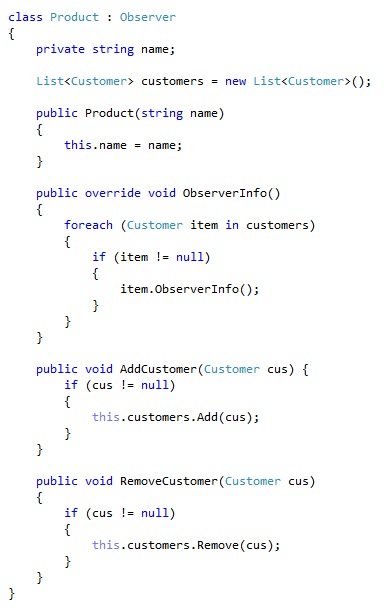 class Product : Observer
{
    private string name;

    List<Customer> customers = new List<Customer>();

    public Product(string name)
    {
        this.name = name;
    }

    public override void ObserverInfo()
    {
        foreach (Customer item in customers)
        {
            if (item != null)
            {
                item.ObserverInfo();
            }
        }
    }

    public void AddCustomer(Customer cus) {
        if (cus != null)
        {
            this.customers.Add(cus);
        }
    }

    public void RemoveCustomer(Customer cus)
    {
        if (cus != null)
        {
            this.customers.Remove(cus);
        }
    }
}